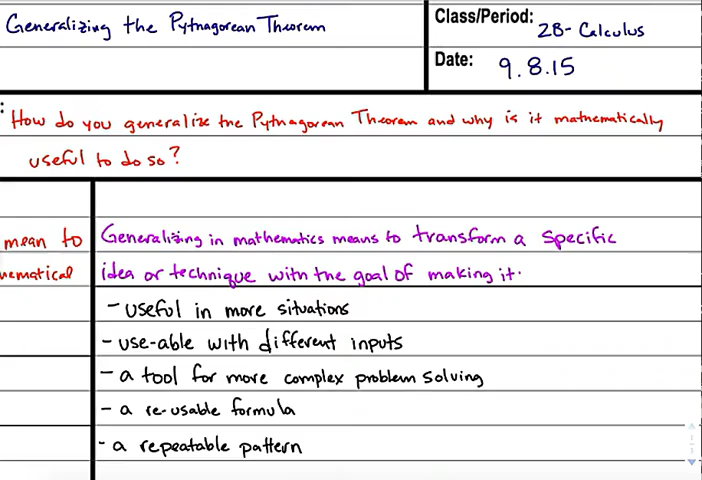 Generalizing the Pythagorean Theorem
Class/Period: 2B- Calculus
Date: 9.8.15
: How do you generalize the Pythagorean Theorem and why is it mathematically
useful to do so?
mean to
hematical
Generalizing in mathematics means to transform a specific
idea or technique with the goal of making it:
- useful in more situations
- use-able with different inputs
- a tool for more complex problem solving
- a re-usable formula
- a repeatable pattern